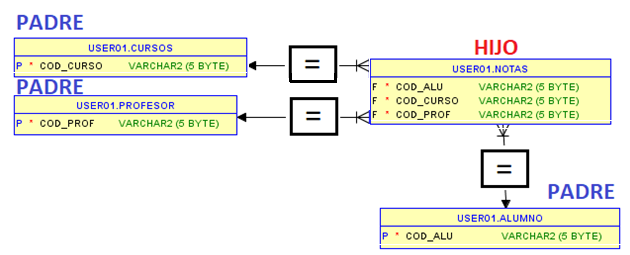 PADRE
USER01.CURSOS
P * COD_CURSO VARCHAR2 (5 BYTE)
=
HIJO
USER01.NOTAS
F * COD_ALU VARCHAR2 (5 BYTE)
F * COD_CURSO VARCHAR2 (5 BYTE)
F * COD_PROF VARCHAR2 (5 BYTE)
PADRE
USER01.PROFESOR
P * COD_PROF VARCHAR2 (5 BYTE)
=
=
PADRE
USER01.ALUMNO
P * COD_ALU VARCHAR2 (5 BYTE)